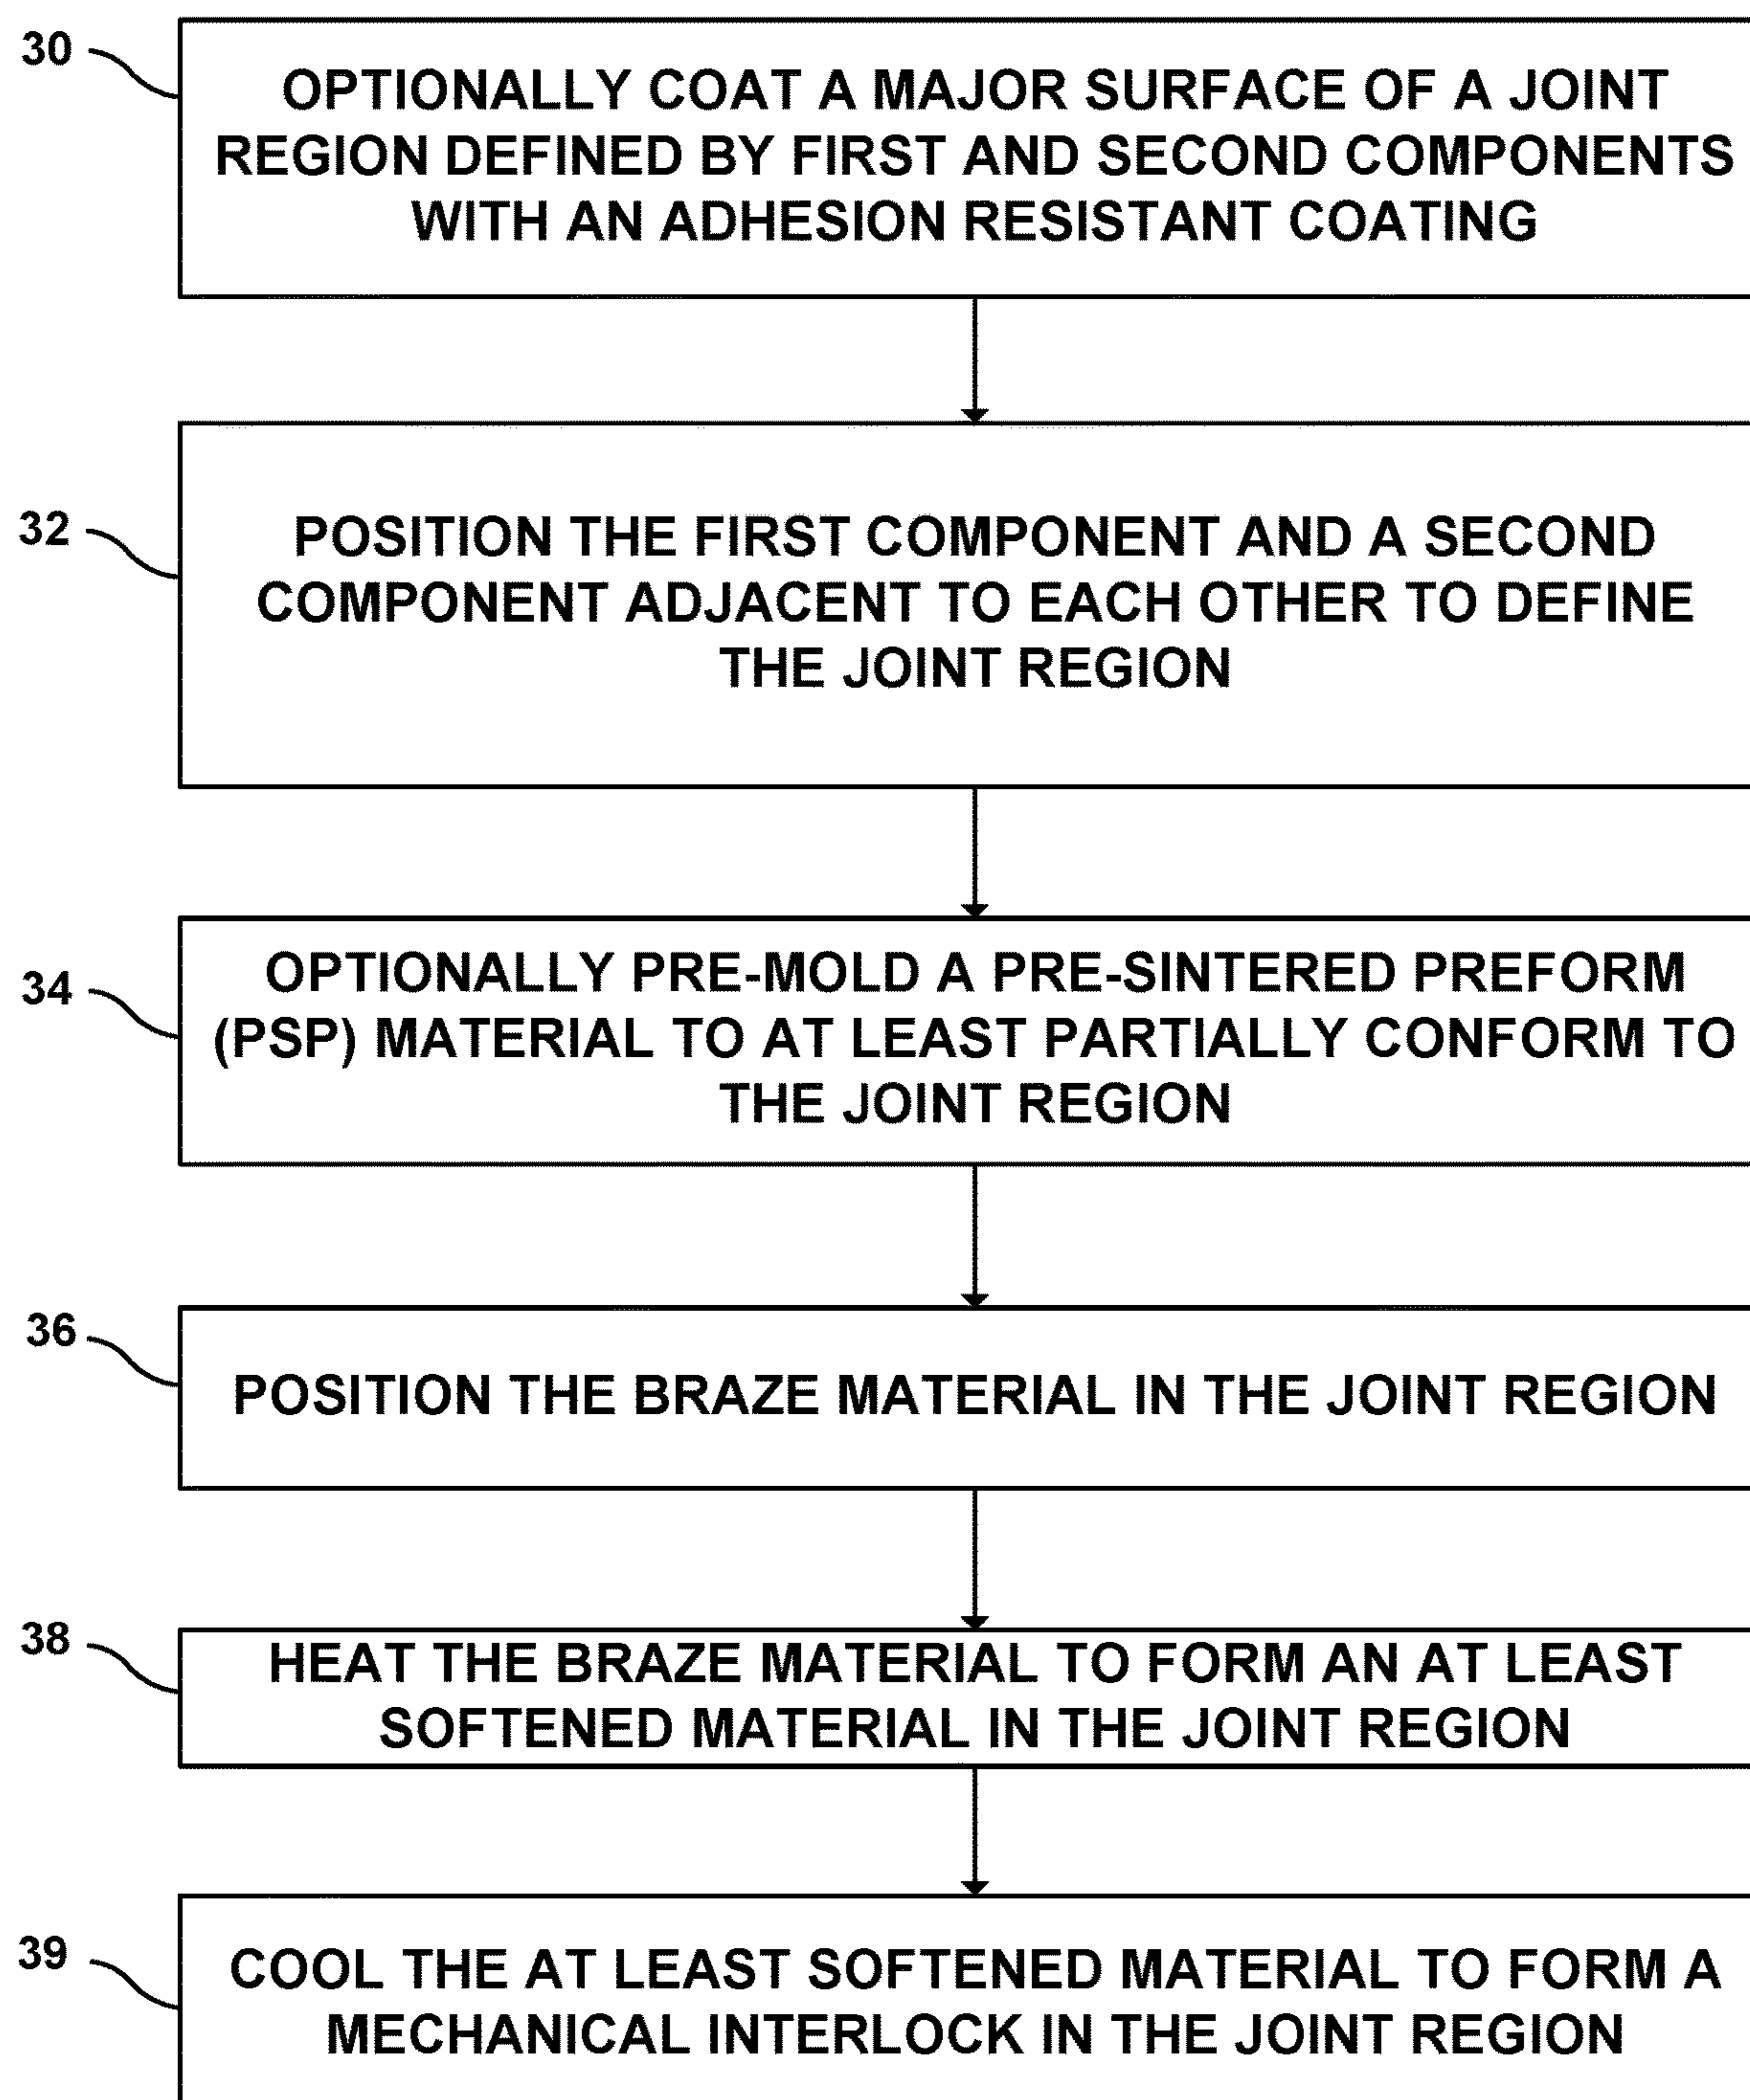 30
OPTIONALLY COAT A MAJOR SURFACE OF A JOINT
REGION DEFINED BY FIRST AND SECOND COMPONENTS
WITH AN ADHESION RESISTANT COATING
32
POSITION THE FIRST COMPONENT AND A SECOND
COMPONENT ADJACENT TO EACH OTHER TO DEFINE
THE JOINT REGION
34
OPTIONALLY PRE-MOLD A PRE-SINTERED PREFORM
(PSP) MATERIAL TO AT LEAST PARTIALLY CONFORM TO
THE JOINT REGION
36
POSITION THE BRAZE MATERIAL IN THE JOINT REGION
38
HEAT THE BRAZE MATERIAL TO FORM AN AT LEAST
SOFTENED MATERIAL IN THE JOINT REGION
39
COOL THE AT LEAST SOFTENED MATERIAL TO FORM A
MECHANICAL INTERLOCK IN THE JOINT REGION